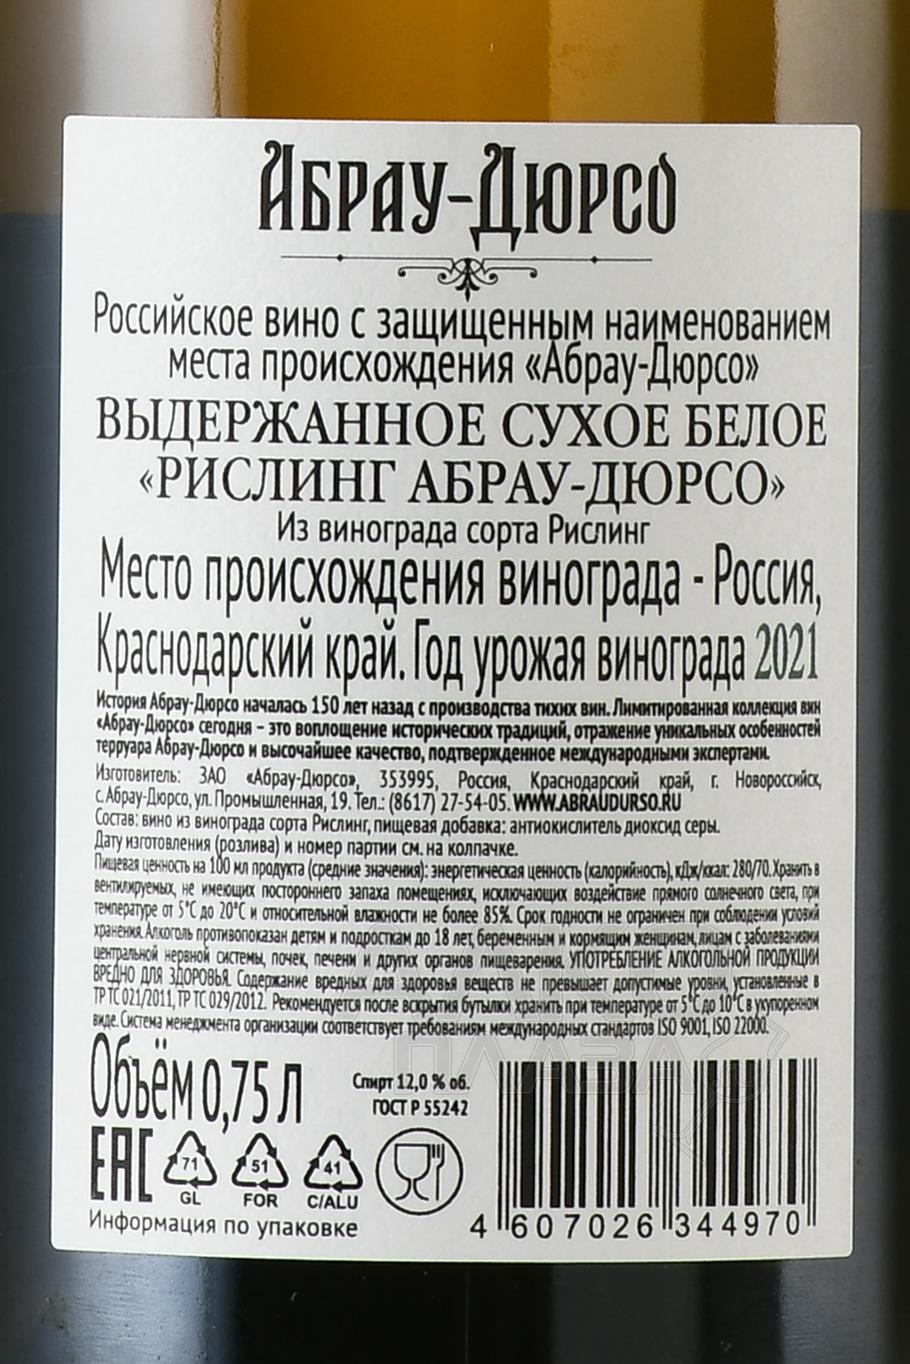 АБРАУ-ДЮРСО
Российское вино с защищенным наименованием
места происхождения «Абрау-Дюрсо»
ВЫДЕРЖАННОЕ СУХОЕ БЕЛОЕ
«РИСЛИНГ АБРАУ-ДЮРСО»
Из винограда сорта Рислинг
Место происхождения винограда - Россия,
Краснодарский край. Год урожая винограда 2021
История Абрау-Дюрсо началась 150 лет назад с производства тихих вин. Лимитированная коллекция вин
«Абрау-Дюрсо» сегодня – это воплощение исторических традиций, отражение уникальных особенностей
терруара Абрау-Дюрсо и высочайшее качество, подтвержденное международными экспертами.
Изготовитель: ЗАО «Абрау-Дюрсо», 353995, Россия, Краснодарский край, г. Новороссийск,
с. Абрау-Дюрсо, ул. Промышленная, 19. Тел.: (8617) 27-54-05. WWW.ABRAUDURSO.RU
Состав: вино из винограда сорта Рислинг, пищевая добавка: антиокислитель диоксид серы.
Дату изготовления (розлива) и номер партии см. на колпачке.
Пищевая ценность на 100 мл продукта (средние значения): энергетическая ценность (калорийность), кДж/ккал: 280/70. Хранить в
вентилируемых, не имеющих постороннего запаха помещениях, исключающих воздействие прямого солнечного света, при
температуре от 5°С до 20°С и относительной влажности не более 85%. Срок годности не ограничен при соблюдении условий
хранения. Алкоголь противопоказан детям и подросткам до 18 лет, беременным и кормящим женщинам, лицам с заболеваниями
центральной нервной системы, почек, печени и других органов пищеварения. УПОТРЕБЛЕНИЕ АЛКОГОЛЬНОЙ ПРОДУКЦИИ
ВРЕДНО ДЛЯ ЗДОРОВЬЯ. Содержание вредных для здоровья веществ не превышает допустимые уровни, установленные в
ТР ТС 021/2011, ТР ТС 029/2012. Рекомендуется после вскрытия бутылки хранить при температуре от 5°С до 10°С в укупоренном
виде. Система менеджмента организации соответствует требованиям международных стандартов ISO 9001, ISO 22000.
Объём 0,75 Л
Спирт 12,0 % об.
ГОСТ Р 55242
ЕАС
71
GL
51
FOR
41
C/ALU
Информация по упаковке
4 607026 344970